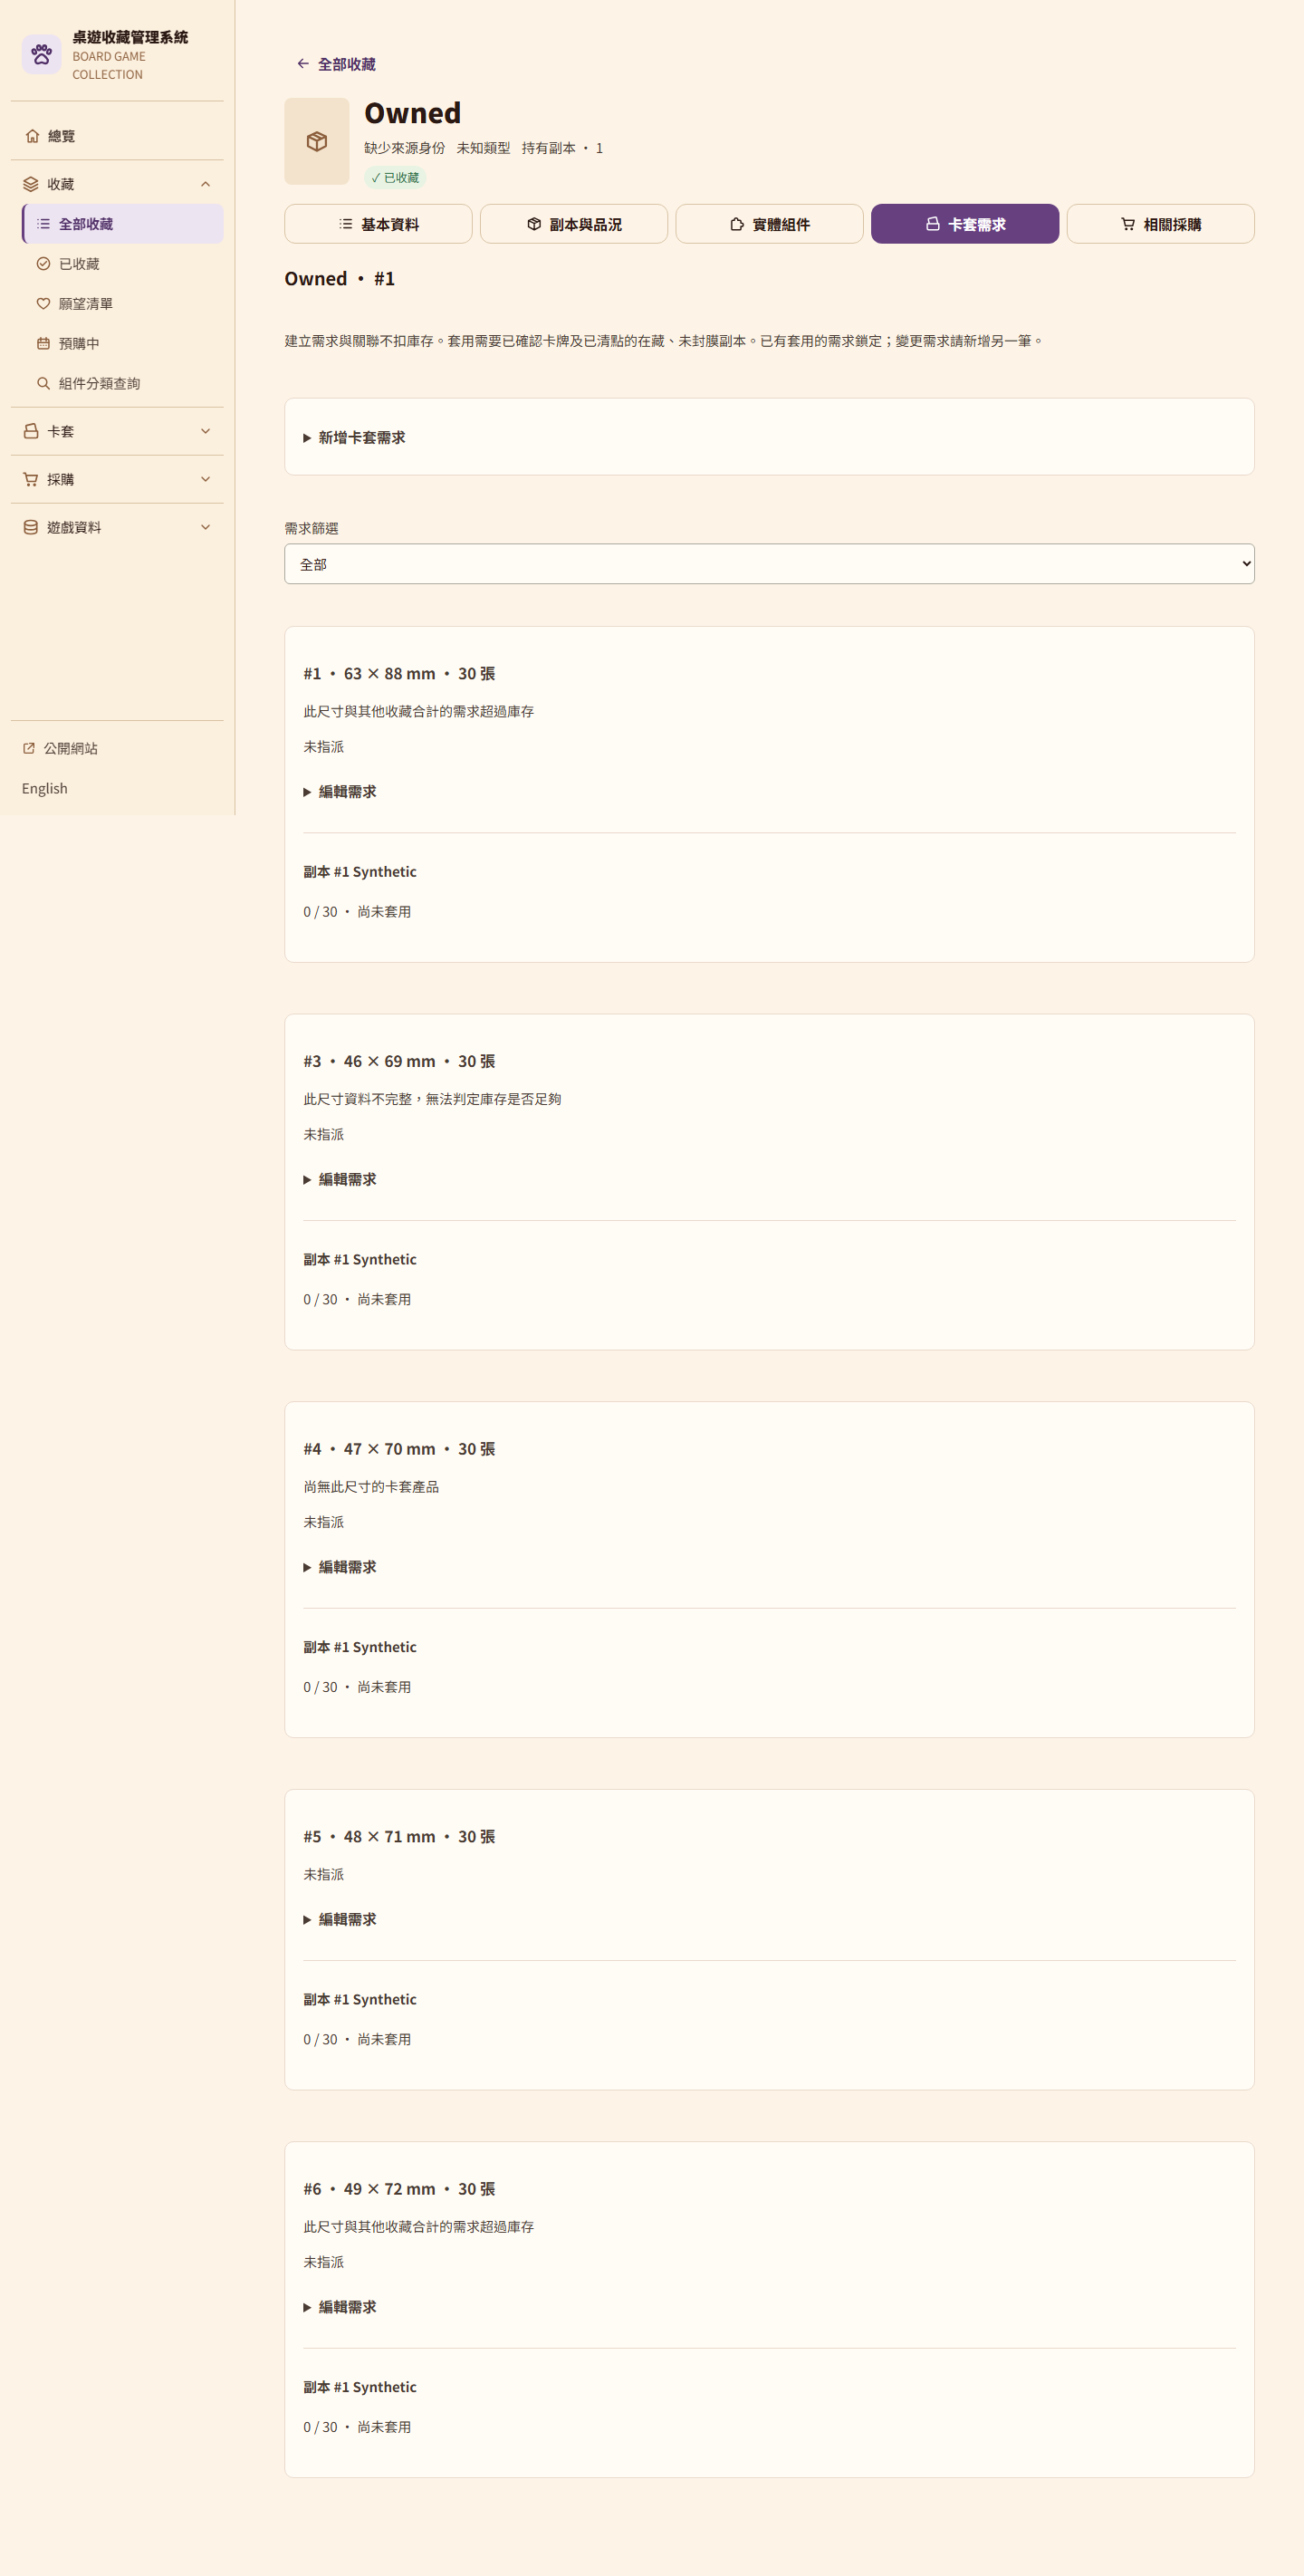 桌遊收藏管理系統
BOARD GAME
COLLECTION
總覽
收藏
全部收藏
已收藏
願望清單
預購中
組件分類查詢
卡套
採購
遊戲資料
公開網站
English
← 全部收藏
Owned
缺少來源身份 未知類型 持有副本 · 1
✓ 已收藏
基本資料
副本與品況
實體組件
卡套需求
相關採購
Owned · #1
建立需求與關聯不扣庫存。套用需要已確認卡牌及已清點的在藏、未封膜副本。已有套用的需求鎖定；變更需求請新增另一筆。
▶ 新增卡套需求
需求篩選
全部
#1 · 63 × 88 mm · 30 張
此尺寸與其他收藏合計的需求超過庫存
未指派
▶ 編輯需求
副本 #1 Synthetic
0 / 30 · 尚未套用
#3 · 46 × 69 mm · 30 張
此尺寸資料不完整，無法判定庫存是否足夠
未指派
▶ 編輯需求
副本 #1 Synthetic
0 / 30 · 尚未套用
#4 · 47 × 70 mm · 30 張
尚無此尺寸的卡套產品
未指派
▶ 編輯需求
副本 #1 Synthetic
0 / 30 · 尚未套用
#5 · 48 × 71 mm · 30 張
未指派
▶ 編輯需求
副本 #1 Synthetic
0 / 30 · 尚未套用
#6 · 49 × 72 mm · 30 張
此尺寸與其他收藏合計的需求超過庫存
未指派
▶ 編輯需求
副本 #1 Synthetic
0 / 30 · 尚未套用